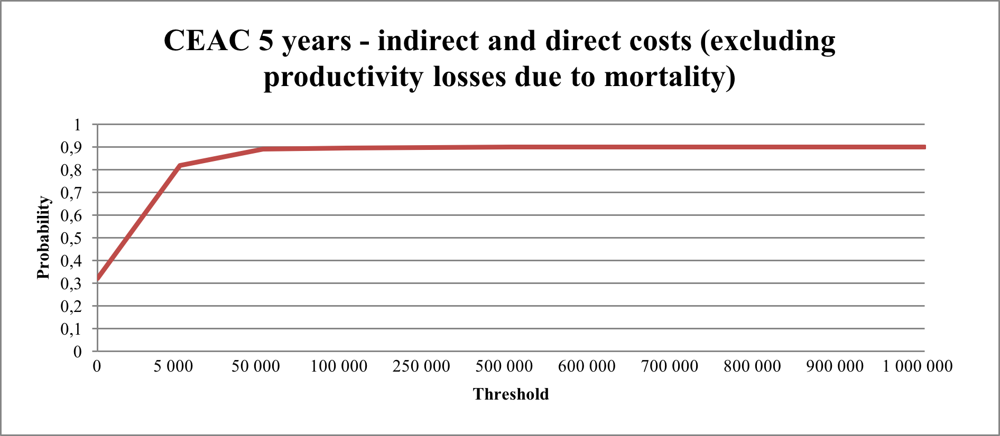 CEAC 5 years - indirect and direct costs (excluding
productivity losses due to mortality)
1
0,9
0,8
0,7
0,6
0,5
0,4
0,3
0,2
0,1
0
Probability
0 5 000 50 000 100 000 250 000 500 000 600 000 700 000 800 000 900 000 1 000 000
Threshold